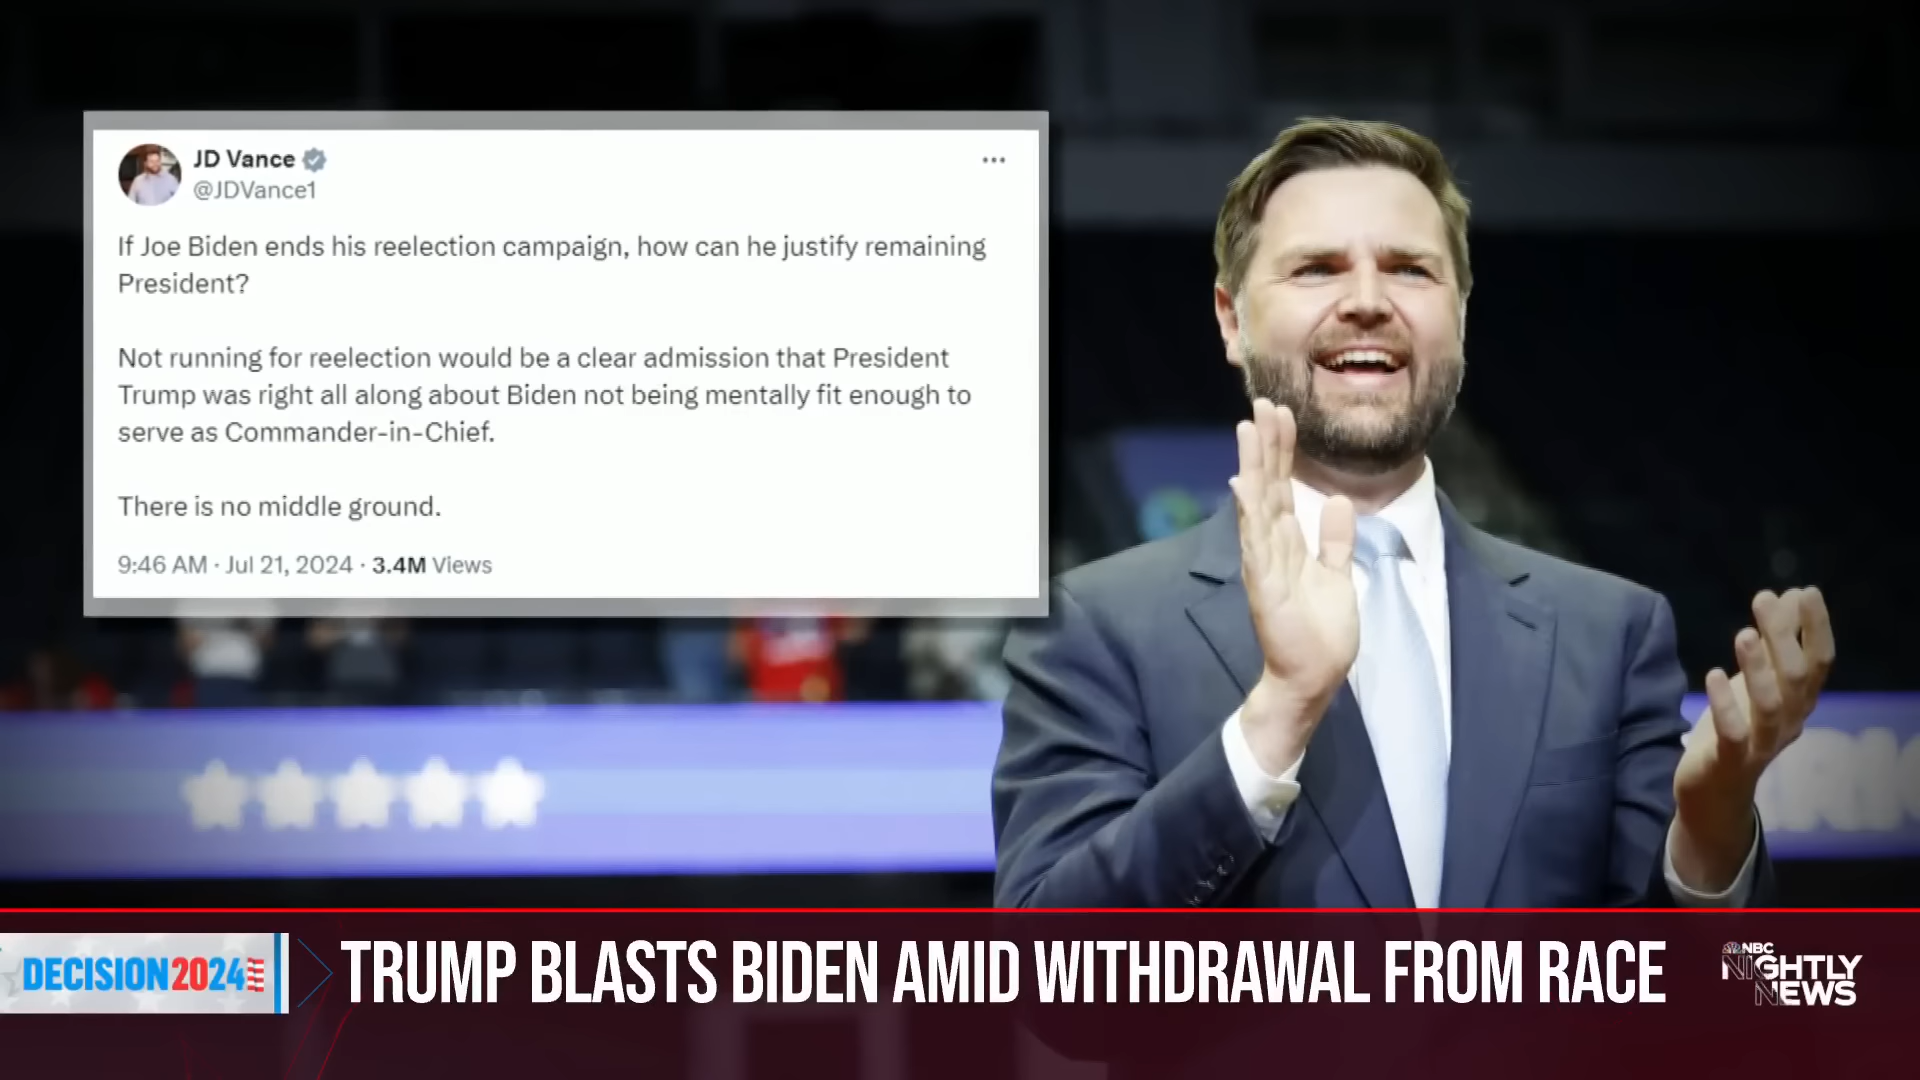 JD Vance
@JDVance1
If Joe Biden ends his reelection campaign, how can he justify remaining
President?
Not running for reelection would be a clear admission that President
Trump was right all along about Biden not being mentally fit enough to
serve as Commander-in-Chief.
There is no middle ground.
9:46 AM · Jul 21, 2024 · 3.4M Views
DECISION 2024
TRUMP BLASTS BIDEN AMID WITHDRAWAL FROM RACE
NBC
NIGHTLY
NEWS